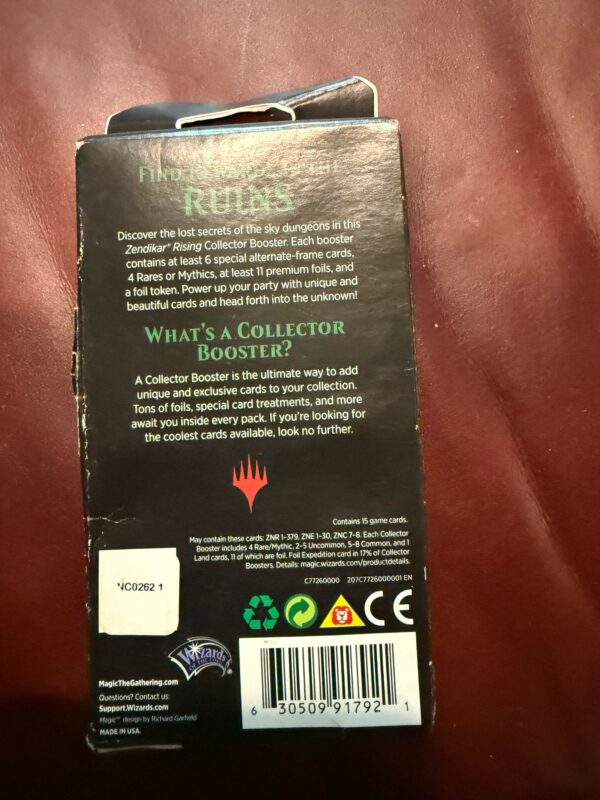 FIND
RUINS
Discover the lost secrets of the sky dungeons in this
Zendikar® Rising Collector Booster. Each booster
contains at least 6 special alternate-frame cards,
4 Rares or Mythics, at least 11 premium foils, and
a foil token. Power up your party with unique and
beautiful cards and head forth into the unknown!
WHAT'S A COLLECTOR
BOOSTER?
A Collector Booster is the ultimate way to add
unique and exclusive cards to your collection.
Tons of foils, special card treatments, and more
await you inside every pack. If you're looking for
the coolest cards available, look no further.
Contains 15 game cards.
May contain these cards: ZNR 1-379, ZNE 1-30, ZNC 7-8. Each Collector
Booster includes 4 Rare/Mythic, 2-5 Uncommon, 5-8 Common, and 1
Land cards, 11 of which are foil. Foil Expedition card in 17% of Collector
Boosters. Details: magic.wizards.com/productdetails.
C77260000 207C7726000001 EN
NC0262 1
CE
Wizards
OF THE COAST
®
MagicTheGathering.com
Questions? Contact us:
Support.Wizards.com
Magic™ design by Richard Garfield
MADE IN USA.
6 30509 91792 1